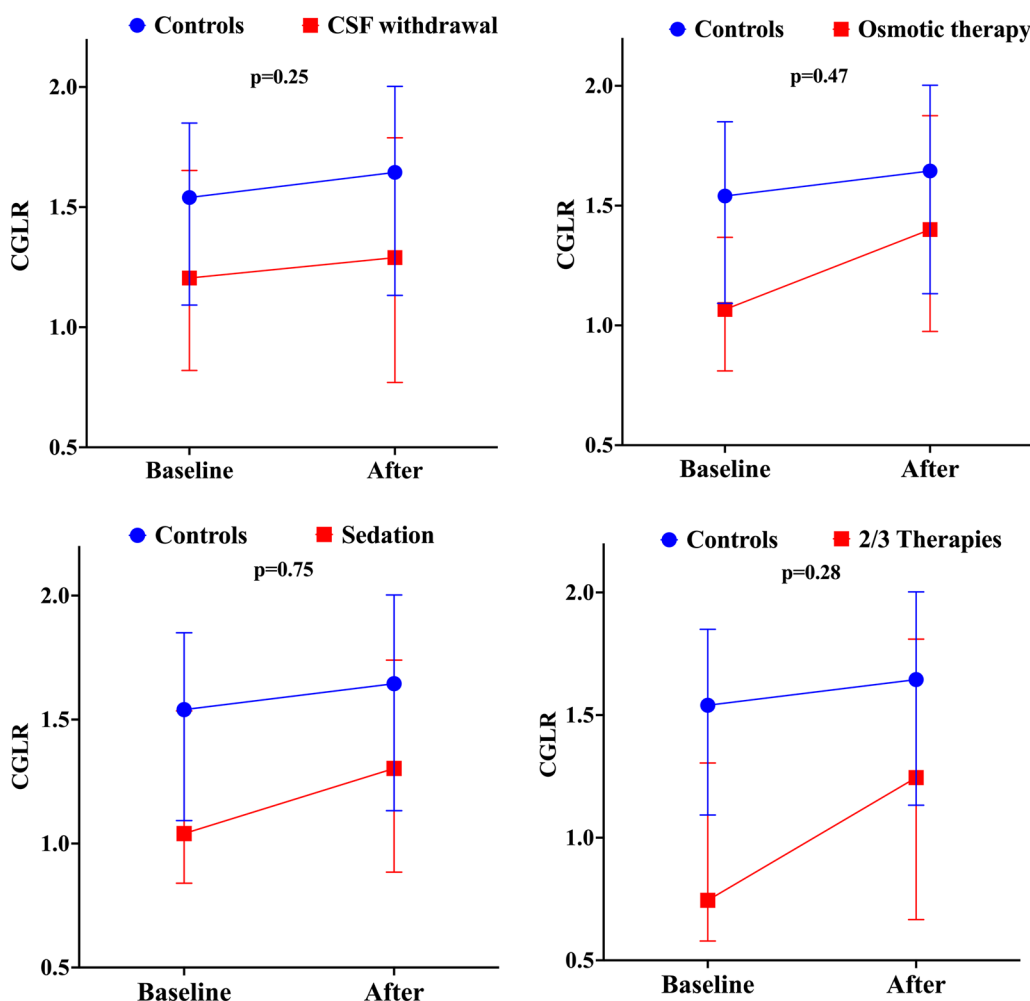 Controls CSF withdrawal
p=0.25
CGLR
2.0
1.5
1.0
0.5
Baseline After
Controls Osmotic therapy
p=0.47
CGLR
2.0
1.5
1.0
0.5
Baseline After
Controls Sedation
p=0.75
CGLR
2.0
1.5
1.0
0.5
Baseline After
Controls 2/3 Therapies
p=0.28
CGLR
2.0
1.5
1.0
0.5
Baseline After